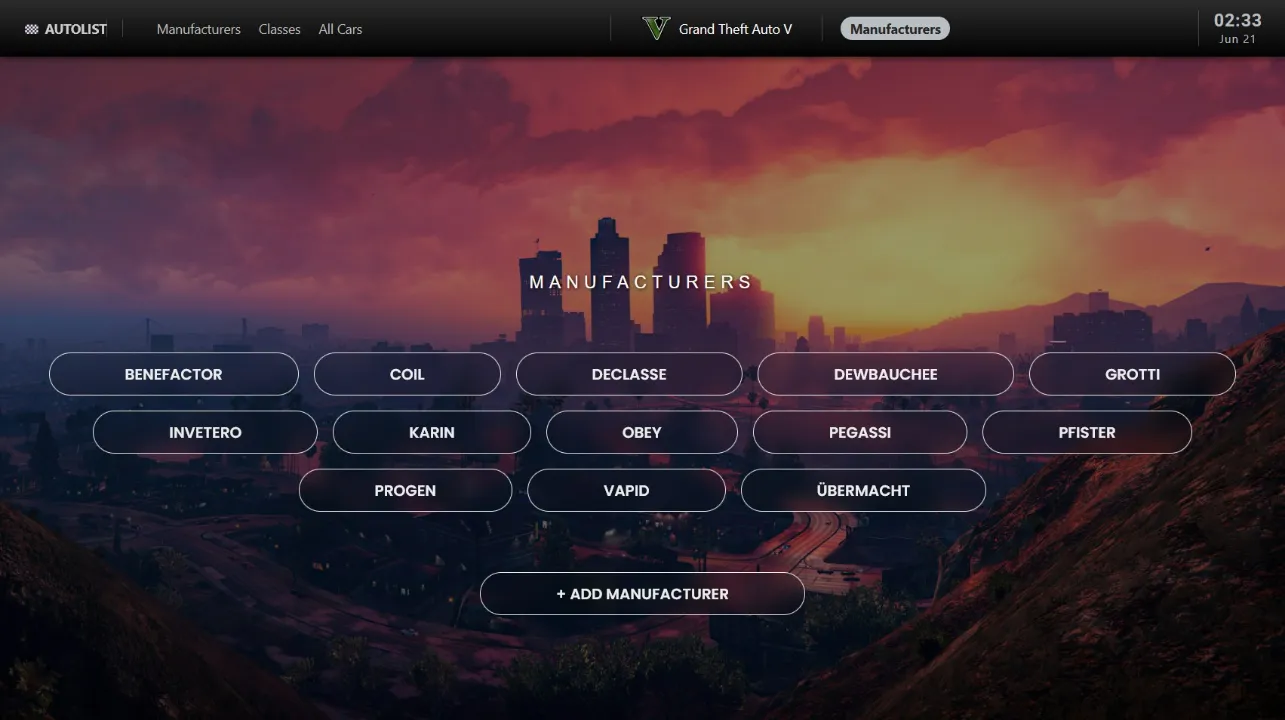 AUTOLIST Manufacturers Classes All Cars Grand Theft Auto V Manufacturers 02:33
Jun 21
MANUFACTURERS
BENEFACTOR COIL DECLASSE DEWBAUCHEE GROTTI
INVETERO KARIN OBEY PEGASSI PFISTER
PROGEN VAPID ÜBERMACHT
+ ADD MANUFACTURER